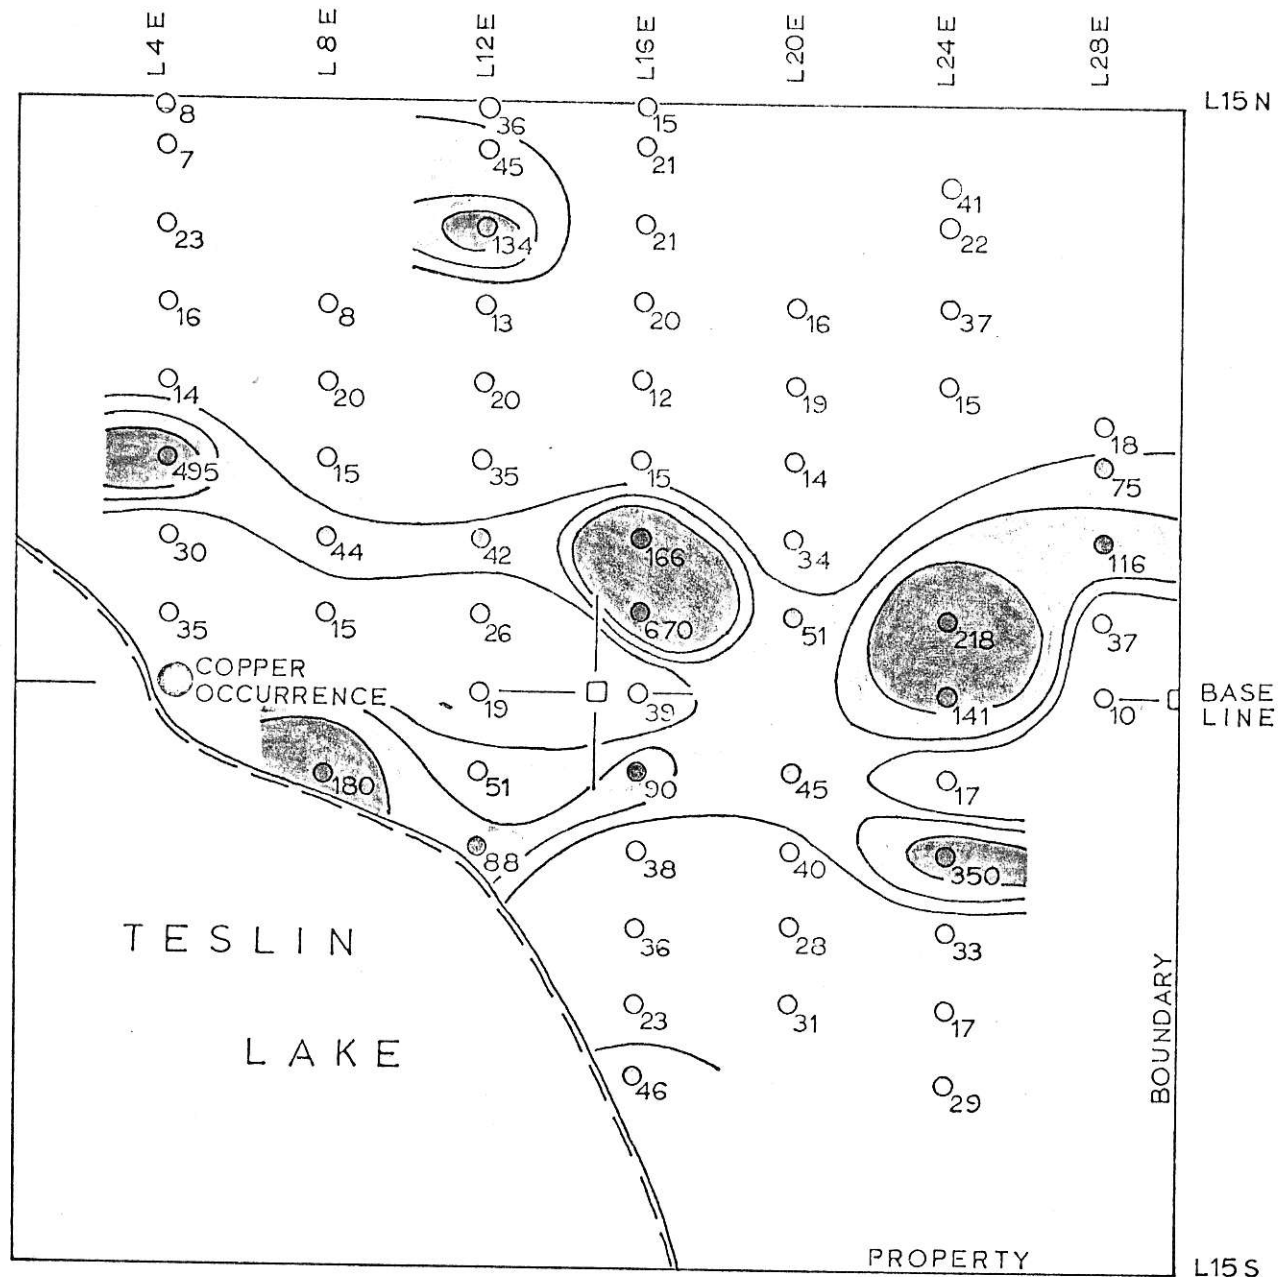 L4E L8E L12E L16E L20E L24E L28E
L15N
8 36 15
7 45 21
41
23 134 21 22
16 8 13 20 16 37
14 20 20 12 19 15
18
495 15 35 15 14 75
30 44 42 166 34 116
35 15 26 670 51 218 37
COPPER
OCCURRENCE
19 39 141 10
BASE
LINE
180 51 90 45 17
88 38 40 350
TESLIN
36 28 33
23 31 17
LAKE
46 29
BOUNDARY
PROPERTY
L15S